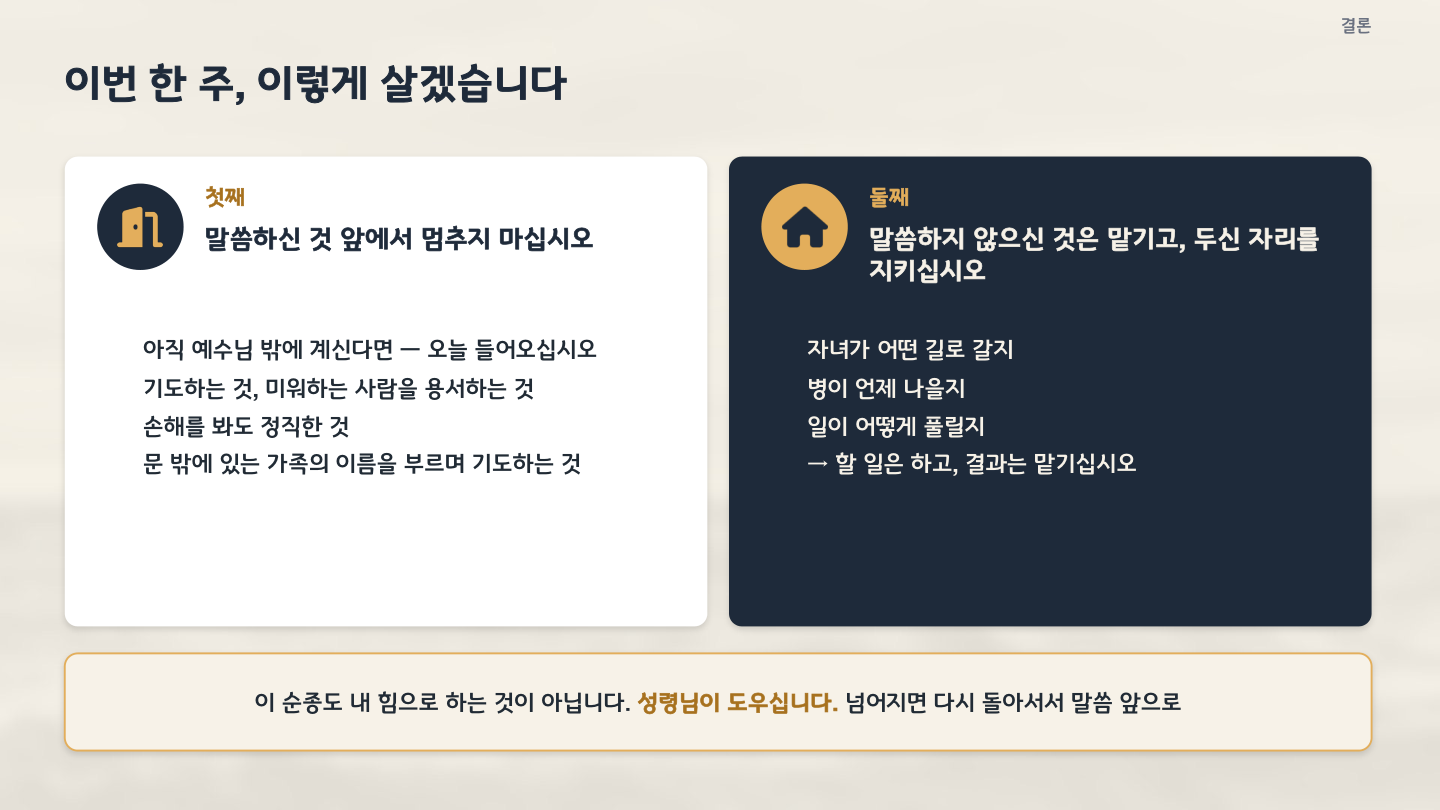 결론
이번 한 주, 이렇게 살겠습니다
첫째
말씀하신 것 앞에서 멈추지 마십시오
아직 예수님 밖에 계신다면 — 오늘 들어오십시오
기도하는 것, 미워하는 사람을 용서하는 것
손해를 봐도 정직한 것
문 밖에 있는 가족의 이름을 부르며 기도하는 것
둘째
말씀하지 않으신 것은 맡기고, 두신 자리를
지키십시오
자녀가 어떤 길로 갈지
병이 언제 나을지
일이 어떻게 풀릴지
→ 할 일은 하고, 결과는 맡기십시오
이 순종도 내 힘으로 하는 것이 아닙니다. 성령님이 도우십니다. 넘어지면 다시 돌아서서 말씀 앞으로